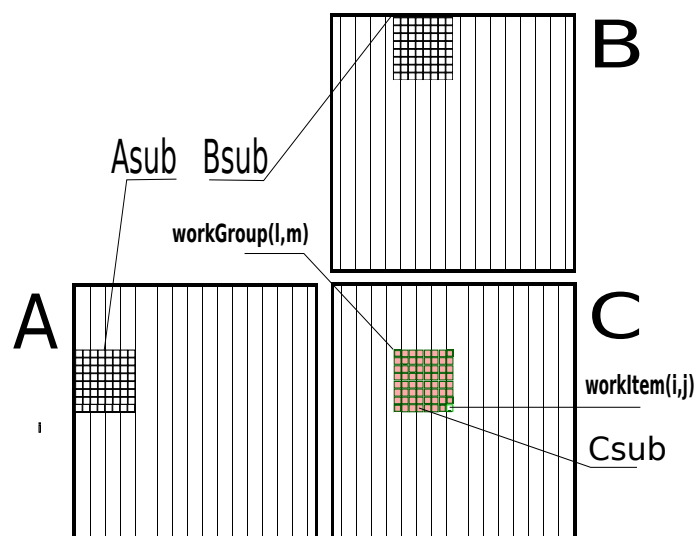 B
Asub Bsub
workGroup(l,m)
A
C
workItem(i,j)
i
Csub